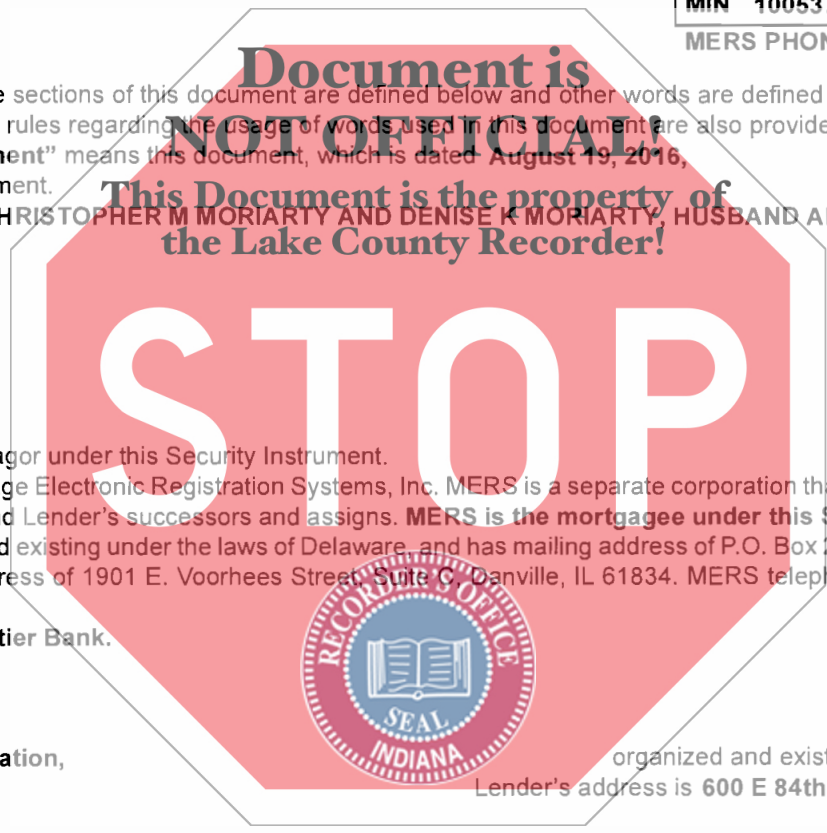 MIN 10053
MERS PHON
Document is
e sections of this document are defined below and other words are defined
rules regarding the usage of words used in this document are also provide
NOT OFFICIAL!
ent” means this document, which is dated August 19, 2016,
ment.
This Document is the property of
HRISTOPHER M MORIARTY AND DENISE K MORIARTY, HUSBAND A
the Lake County Recorder!
STOP
agor under this Security Instrument.
ge Electronic Registration Systems, Inc. MERS is a separate corporation tha
d Lender's successors and assigns. MERS is the mortgagee under this S
d existing under the laws of Delaware, and has mailing address of P.O. Box 2
ress of 1901 E. Voorhees Street, Suite C, Danville, IL 61834. MERS teleph
RECORDER'S OFFICE
tier Bank.
SEAL
INDIANA
ation, organized and exist
Lender's address is 600 E 84th